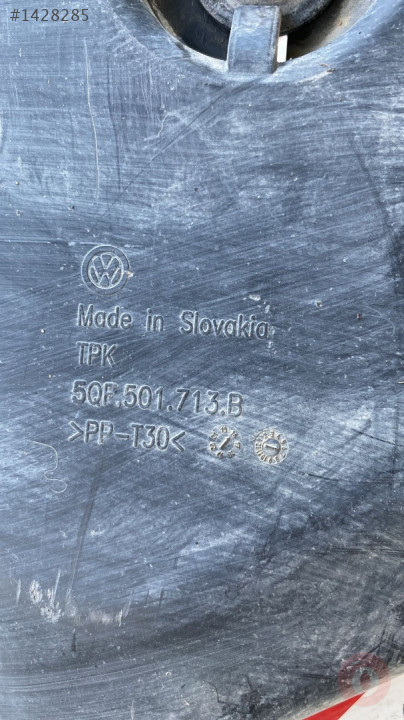 #1428285
Made in Slovakia
TPK
5QF.501.713.B
>PP-T30<